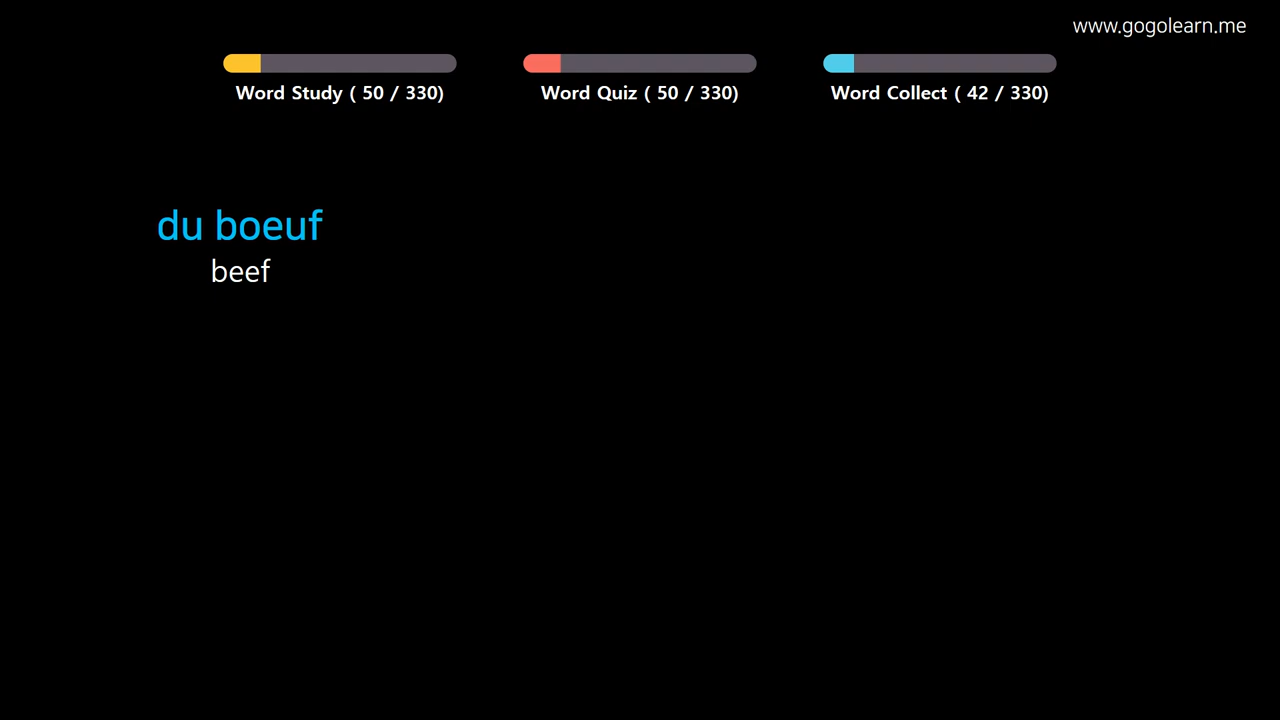 www.gogolearn.me
Word Study ( 50 / 330)
Word Quiz ( 50 / 330)
Word Collect ( 42 / 330)
du boeuf
beef